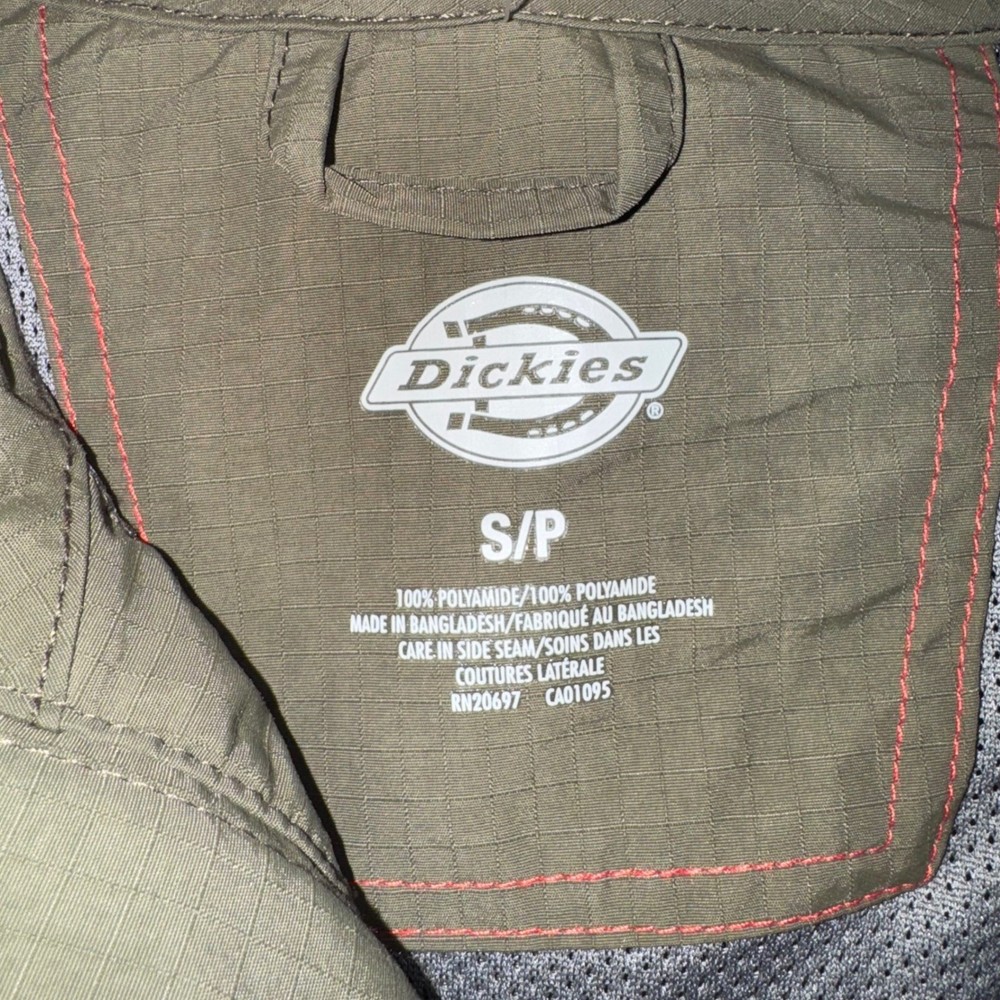 Dickies®
S/P
100% POLYAMIDE/100% POLYAMIDE
MADE IN BANGLADESH/FABRIQUÉ AU BANGLADESH
CARE IN SIDE SEAM/SOINS DANS LES
COUTURES LATÉRALE
RN20697 CA01095